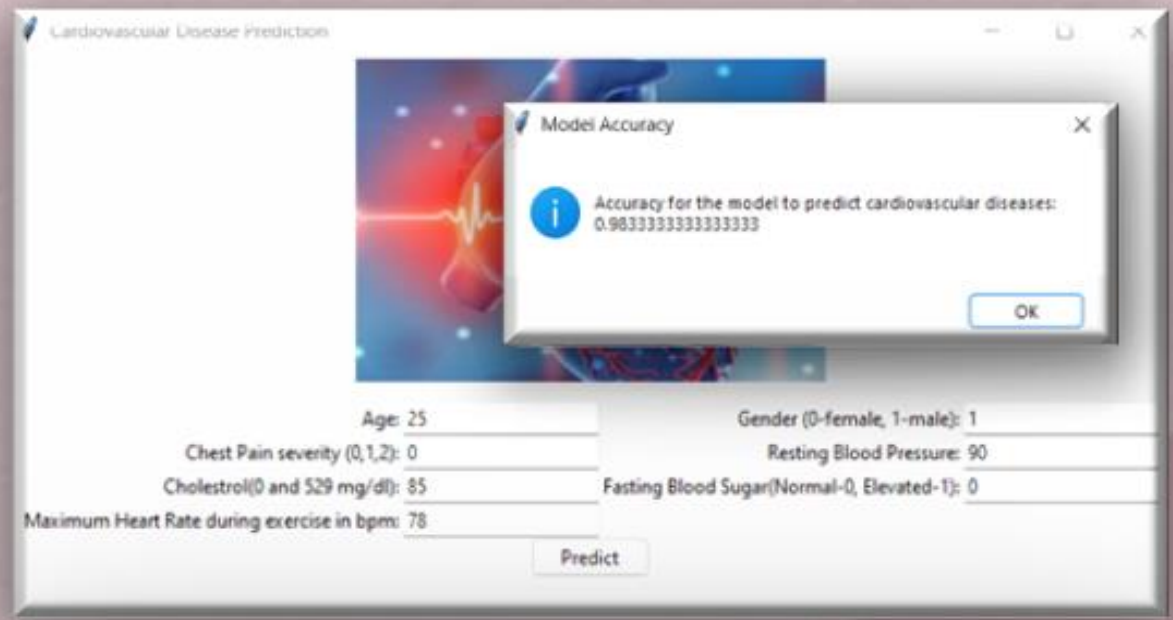 Cardiovascular Disease Prediction
Model Accuracy
Accuracy for the model to predict cardiovascular diseases:
0.9833333333333333
OK
Age: 25 Gender (0-female, 1-male): 1
Chest Pain severity (0,1,2): 0 Resting Blood Pressure: 90
Cholestrol(0 and 529 mg/dl): 85 Fasting Blood Sugar(Normal-0, Elevated-1): 0
Maximum Heart Rate during exercise in bpm: 78
Predict